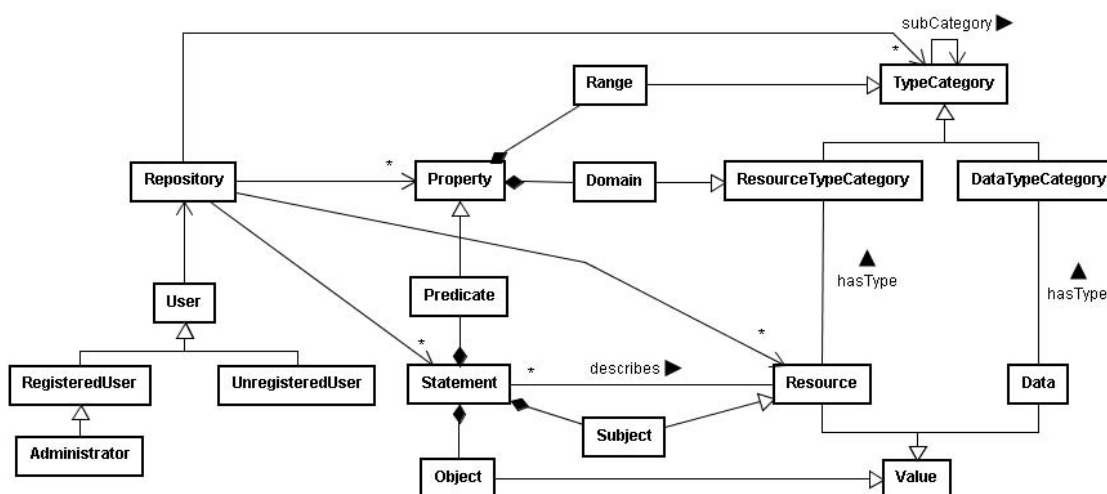 subCategory ▶
*
Range
TypeCategory
*
Repository
Property
Domain
ResourceTypeCategory
DataTypeCategory
▲
hasType
▲
hasType
User
Predicate
*
*
RegisteredUser
UnregisteredUser
Statement
*
describes ▶
Resource
Data
Administrator
Subject
Object
Value